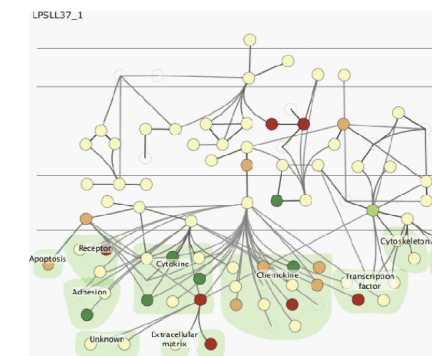 LPSLL37_1
Receptor
Cytoskeleton
Apoptosis
Cytokine
Chemokine
Transcription
factor
Adhesion
Unknown
Extracellular
matrix